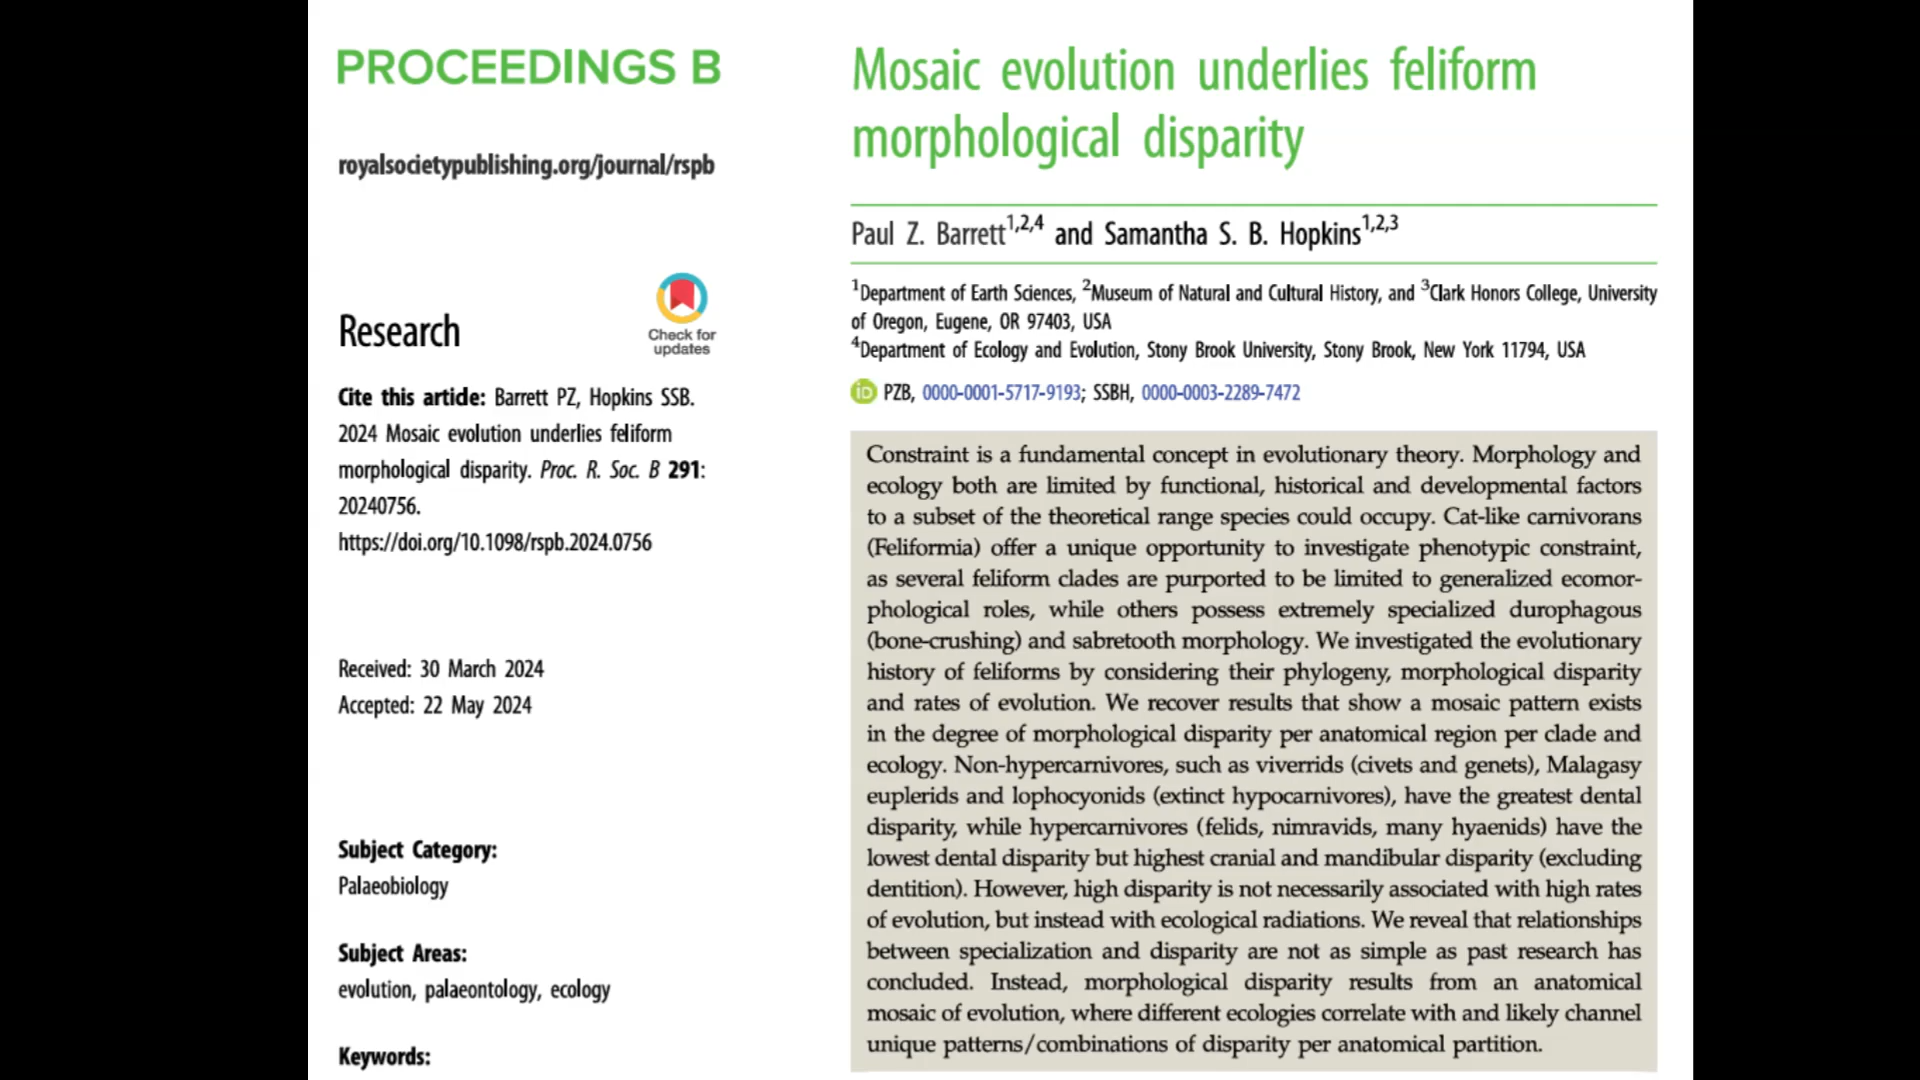 PROCEEDINGS B
royalsocietypublishing.org/journal/rspb
Research
Check for
updates
Cite this article: Barrett PZ, Hopkins SSB.
2024 Mosaic evolution underlies feliform
morphological disparity. Proc. R. Soc. B 291:
20240756.
https://doi.org/10.1098/rspb.2024.0756
Received: 30 March 2024
Accepted: 22 May 2024
Subject Category:
Palaeobiology
Subject Areas:
evolution, palaeontology, ecology
Keywords:
Mosaic evolution underlies feliform
morphological disparity
Paul Z. Barrett1,2,4 and Samantha S. B. Hopkins1,2,3
1Department of Earth Sciences, 2Museum of Natural and Cultural History, and 3Clark Honors College, University
of Oregon, Eugene, OR 97403, USA
4Department of Ecology and Evolution, Stony Brook University, Stony Brook, New York 11794, USA
iD PZB, 0000-0001-5717-9193; SSBH, 0000-0003-2289-7472
Constraint is a fundamental concept in evolutionary theory. Morphology and
ecology both are limited by functional, historical and developmental factors
to a subset of the theoretical range species could occupy. Cat-like carnivorans
(Feliformia) offer a unique opportunity to investigate phenotypic constraint,
as several feliform clades are purported to be limited to generalized ecomor-
phological roles, while others possess extremely specialized durophagous
(bone-crushing) and sabretooth morphology. We investigated the evolutionary
history of feliforms by considering their phylogeny, morphological disparity
and rates of evolution. We recover results that show a mosaic pattern exists
in the degree of morphological disparity per anatomical region per clade and
ecology. Non-hypercarnivores, such as viverrids (civets and genets), Malagasy
euplerids and lophocyonids (extinct hypocarnivores), have the greatest dental
disparity, while hypercarnivores (felids, nimravids, many hyaenids) have the
lowest dental disparity but highest cranial and mandibular disparity (excluding
dentition). However, high disparity is not necessarily associated with high rates
of evolution, but instead with ecological radiations. We reveal that relationships
between specialization and disparity are not as simple as past research has
concluded. Instead, morphological disparity results from an anatomical
mosaic of evolution, where different ecologies correlate with and likely channel
unique patterns/combinations of disparity per anatomical partition.